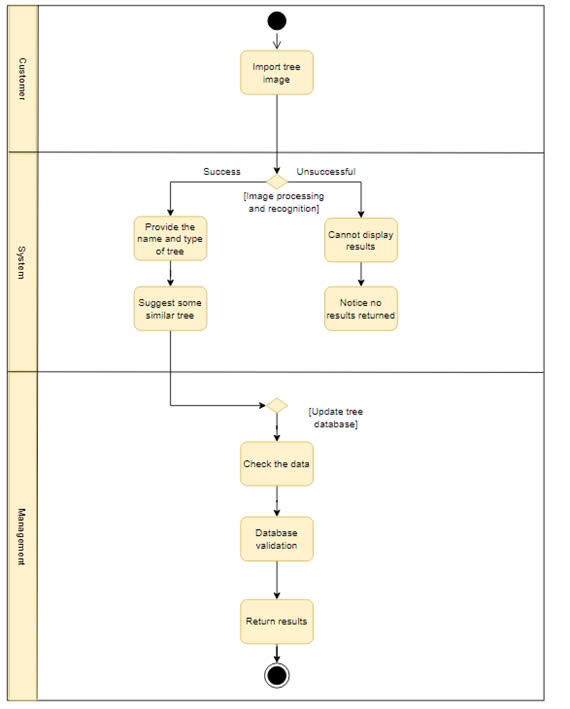 Customer
Import tree
image
System
Success
Unsuccessful
[Image processing
and recognition]
Provide the
name and type
of tree
Cannot display
results
Suggest some
similar tree
Notice no
results returned
Management
[Update tree
database]
Check the data
Database
validation
Return results